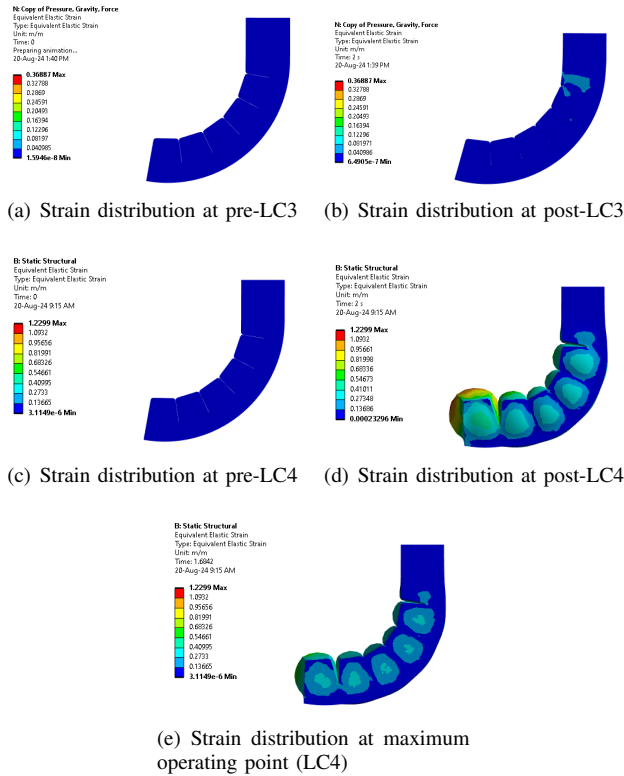 N: Copy of Pressure, Gravity, Force
Equivalent Elastic Strain
Type: Equivalent Elastic Strain
Unit: m/m
Time: 0
Preparing animation...
20-Aug-24 1:40 PM
0.36887 Max
0.32788
0.2869
0.24591
0.20493
0.16394
0.12296
0.08197
0.040985
1.5946e-8 Min
(a) Strain distribution at pre-LC3
N: Copy of Pressure, Gravity, Force
Equivalent Elastic Strain
Type: Equivalent Elastic Strain
Unit: m/m
Time: 2 s
20-Aug-24 1:39 PM
0.36887 Max
0.32788
0.2869
0.24591
0.20493
0.16394
0.12296
0.081971
0.040986
6.4905e-7 Min
(b) Strain distribution at post-LC3
B: Static Structural
Equivalent Elastic Strain
Type: Equivalent Elastic Strain
Unit: m/m
Time: 0
20-Aug-24 9:15 AM
1.2299 Max
1.0932
0.95656
0.81991
0.68326
0.54661
0.40995
0.2733
0.13665
3.1149e-6 Min
(c) Strain distribution at pre-LC4
B: Static Structural
Equivalent Elastic Strain
Type: Equivalent Elastic Strain
Unit: m/m
Time: 2 s
20-Aug-24 9:15 AM
1.2299 Max
1.0932
0.95661
0.81998
0.68336
0.54673
0.41011
0.27348
0.13686
0.00023296 Min
(d) Strain distribution at post-LC4
B: Static Structural
Equivalent Elastic Strain
Type: Equivalent Elastic Strain
Unit: m/m
Time: 1.6842
20-Aug-24 9:15 AM
1.2299 Max
1.0932
0.95656
0.81991
0.68326
0.54661
0.40995
0.2733
0.13665
3.1149e-6 Min
(e) Strain distribution at maximum
operating point (LC4)